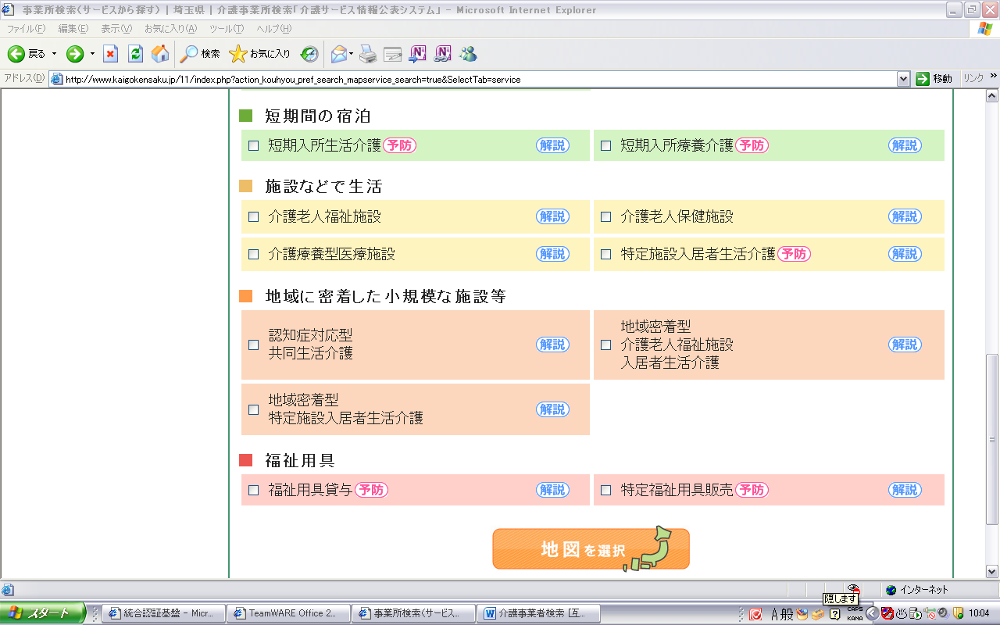 事業所検索(サービスから探す) | 埼玉県 | 介護事業所検索「介護サービス情報公表システム」 - Microsoft Internet Explorer
ファイル(F) 編集(E) 表示(V) お気に入り(A) ツール(T) ヘルプ(H)
戻る 検索 お気に入り
アドレス(D) http://www.kaigokensaku.jp/11/index.php?action_kouhyou_pref_search_mapservice_search=true&SelectTab=service 移動 リンク »
短期間の宿泊
短期入所生活介護 予防 解説 短期入所療養介護 予防 解説
施設などで生活
介護老人福祉施設 解説 介護老人保健施設 解説
介護療養型医療施設 解説 特定施設入居者生活介護 予防 解説
地域に密着した小規模な施設等
認知症対応型
共同生活介護 解説
地域密着型
介護老人福祉施設 解説
入居者生活介護
地域密着型
特定施設入居者生活介護 解説
福祉用具
福祉用具貸与 予防 解説 特定福祉用具販売 予防 解説
地図を選択
インターネット
隠します
スタート 統合認証基盤 - Micr... TeamWARE Office 2... 事業所検索(サービス... 介護事業者検索 [互... A 般 CAPS KANA 10:04